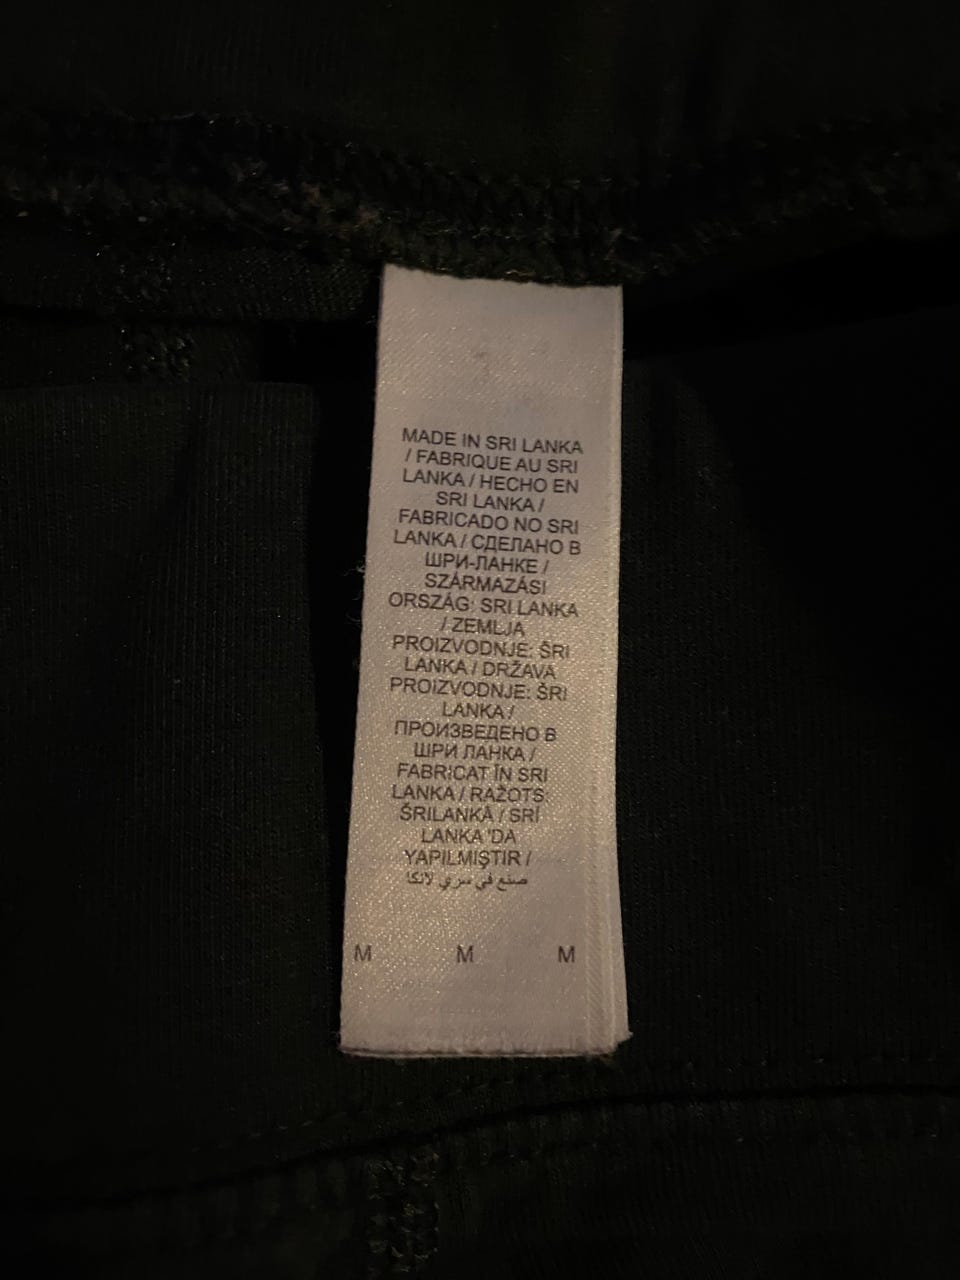 MADE IN SRI LANKA
/ FABRIQUE AU SRI
LANKA / HECHO EN
SRI LANKA /
FABRICADO NO SRI
LANKA / СДЕЛАНО В
ШРИ-ЛАНКЕ /
SZÁRMAZÁSI
ORSZÁG: SRI LANKA
/ ZEMLJA
PROIZVODNJE: ŠRI
LANKA / DRŽAVA
PROIZVODNJE: ŠRI
LANKA /
ПРОИЗВЕДЕНО В
ШРИ ЛАНКА /
FABRICAT ÎN SRI
LANKA / RAŽOTS:
ŠRILANKĀ / SRİ
LANKA 'DA
YAPILMIŞTIR /
صنع في سري لانكا
M M M